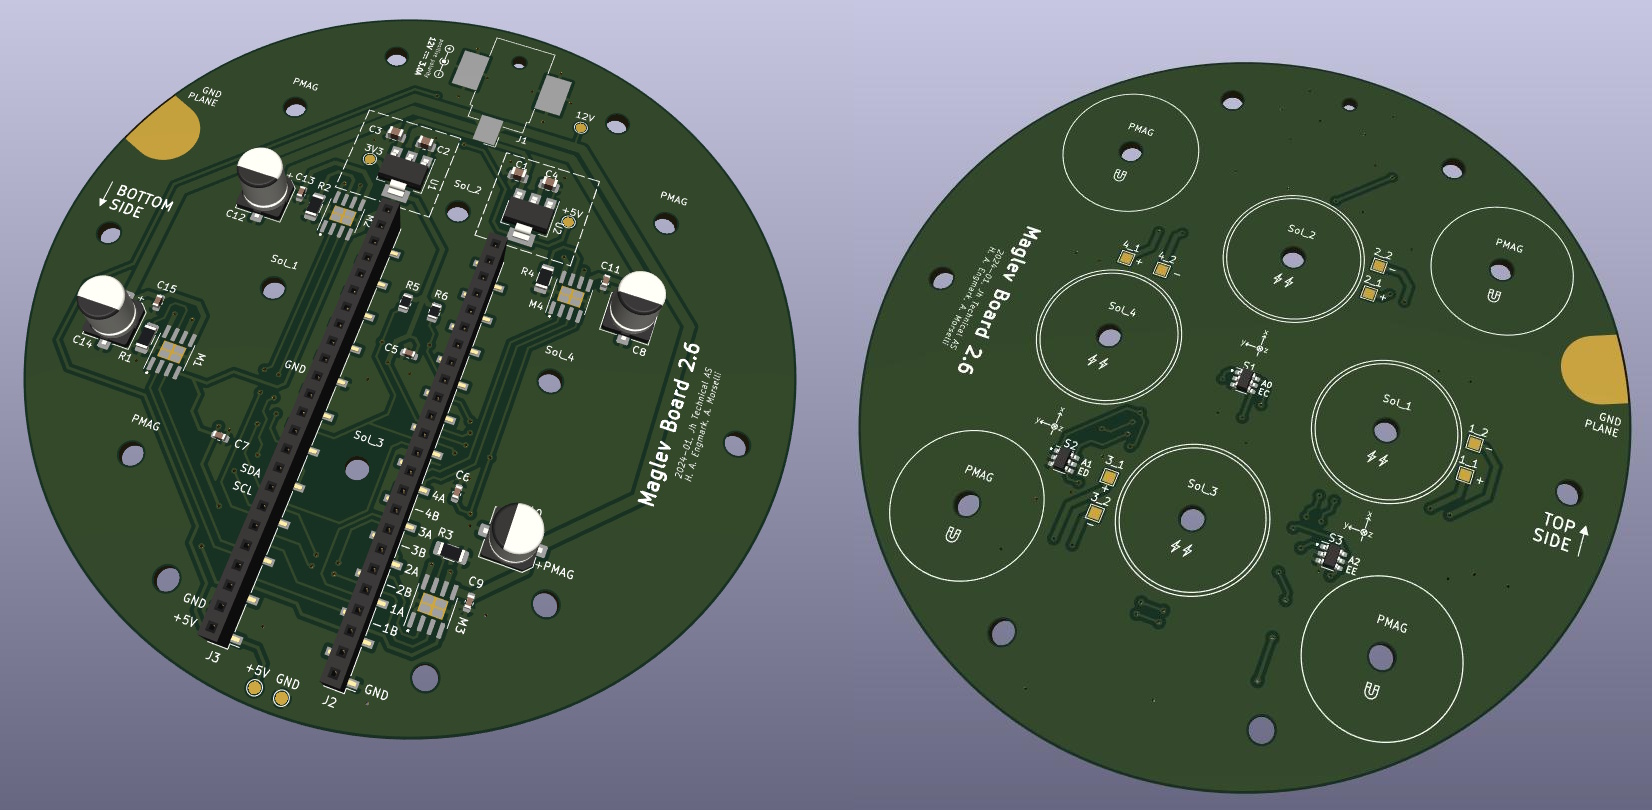 12V ⎓ 3.0A
PMAG
GND
PLANE
12V
J1
C3
C2
3V3
U1
C1
C4
+5V
U2
Sol_2
PMAG
BOTTOM
SIDE
+
C13
R2
C12
M2
Sol_1
R4
C11
M4
C8
R5
R6
+
C15
C14
R1
M1
C5
Sol_4
GND
PMAG
C7
Sol_3
SDA
SCL
C6
4A
4B
3A
3B
2A
2B
1A
1B
R3
+PMAG
C9
M3
GND
+5V
J3
+5V
GND
J2
GND
Maglev Board 2.6
2024-01, Jh Technical AS
H. A. Engmark, A. Morselli
PMAG
Sol_2
PMAG
4_1
+
4_2
-
2_2
-
2_1
+
Maglev Board 2.6
2024-01, Jh Technical AS
H. A. Engmark, A. Morselli
Sol_4
y x
z
S1
A0
EC
GND
PLANE
Sol_1
1_2
-
1_1
+
y x
z
S2
A1
ED
3_1
+
3_2
-
PMAG
Sol_3
y x
z
S3
A2
EE
TOP
SIDE
PMAG